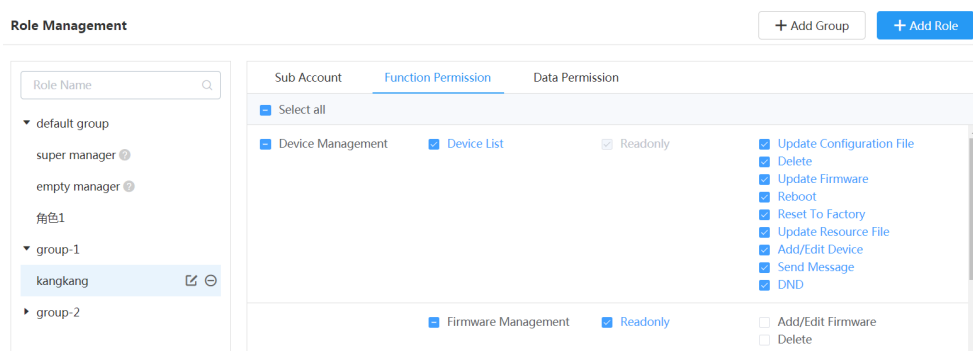 Role Management
+ Add Group
+ Add Role
Role Name
default group
super manager
empty manager
角色1
group-1
kangkang
group-2
Sub Account
Function Permission
Data Permission
Select all
Device Management
Device List
Readonly
Update Configuration File
Delete
Update Firmware
Reboot
Reset To Factory
Update Resource File
Add/Edit Device
Send Message
DND
Firmware Management
Readonly
Add/Edit Firmware
Delete